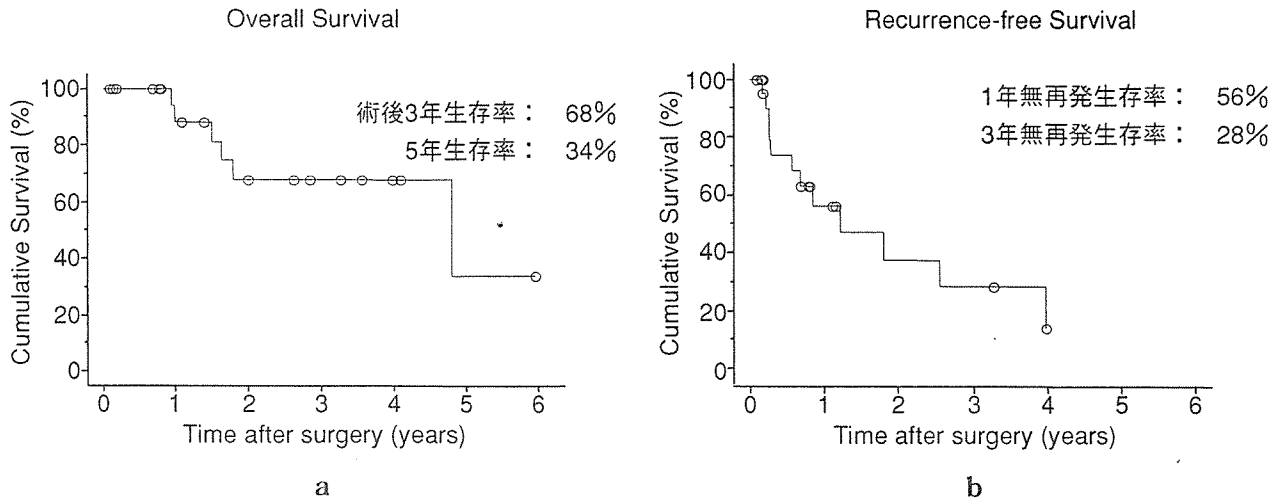 Overall Survival
Cumulative Survival (%)
100
80
60
40
20
0
術後3年生存率： 68%
5年生存率： 34%
0 1 2 3 4 5 6
Time after surgery (years)
a
Recurrence-free Survival
Cumulative Survival (%)
100
80
60
40
20
0
1年無再発生存率： 56%
3年無再発生存率： 28%
0 1 2 3 4 5 6
Time after surgery (years)
b